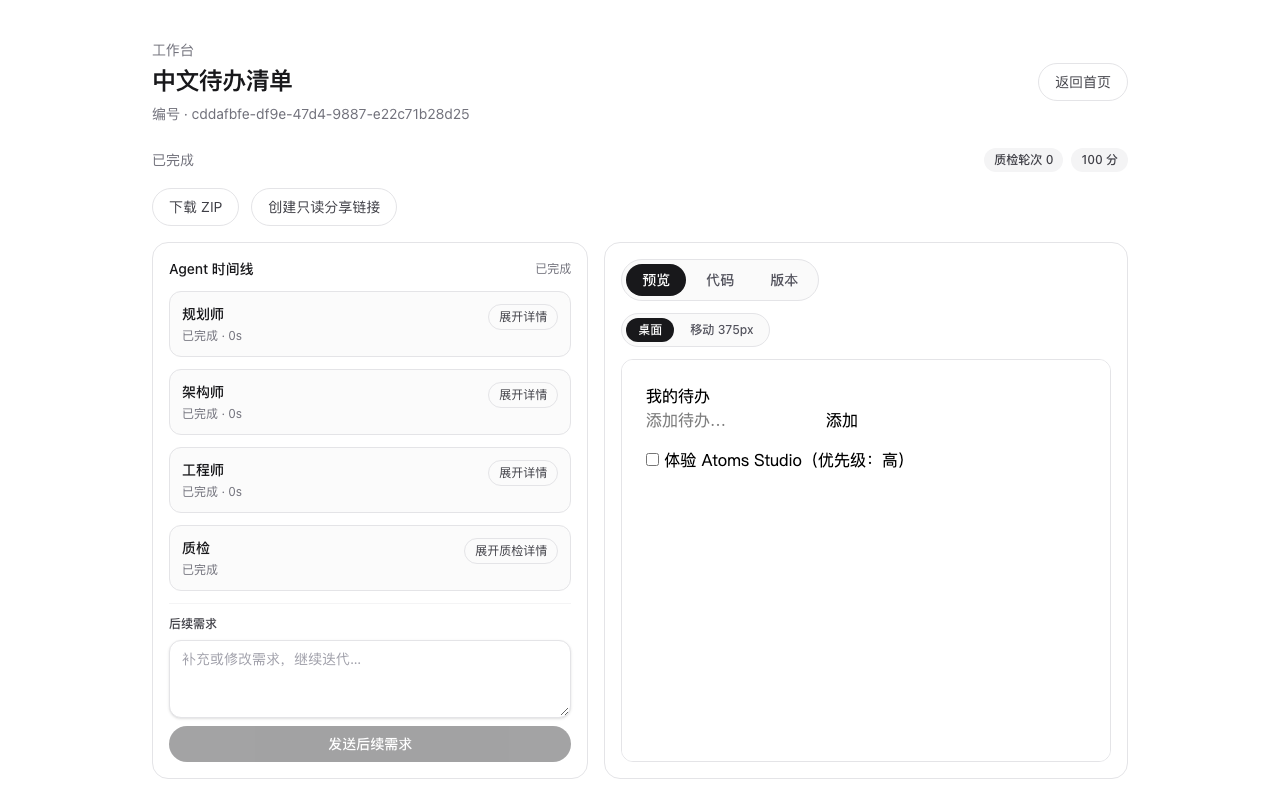 工作台
中文待办清单
编号 · cddafbfe-df9e-47d4-9887-e22c71b28d25
返回首页
已完成
质检轮次 0
100 分
下载 ZIP
创建只读分享链接
Agent 时间线
已完成
规划师
已完成 · 0s
展开详情
架构师
已完成 · 0s
展开详情
工程师
已完成 · 0s
展开详情
质检
已完成
展开质检详情
后续需求
补充或修改需求，继续迭代...
发送后续需求
预览
代码
版本
桌面
移动 375px
我的待办
添加待办...
添加
体验 Atoms Studio（优先级：高）